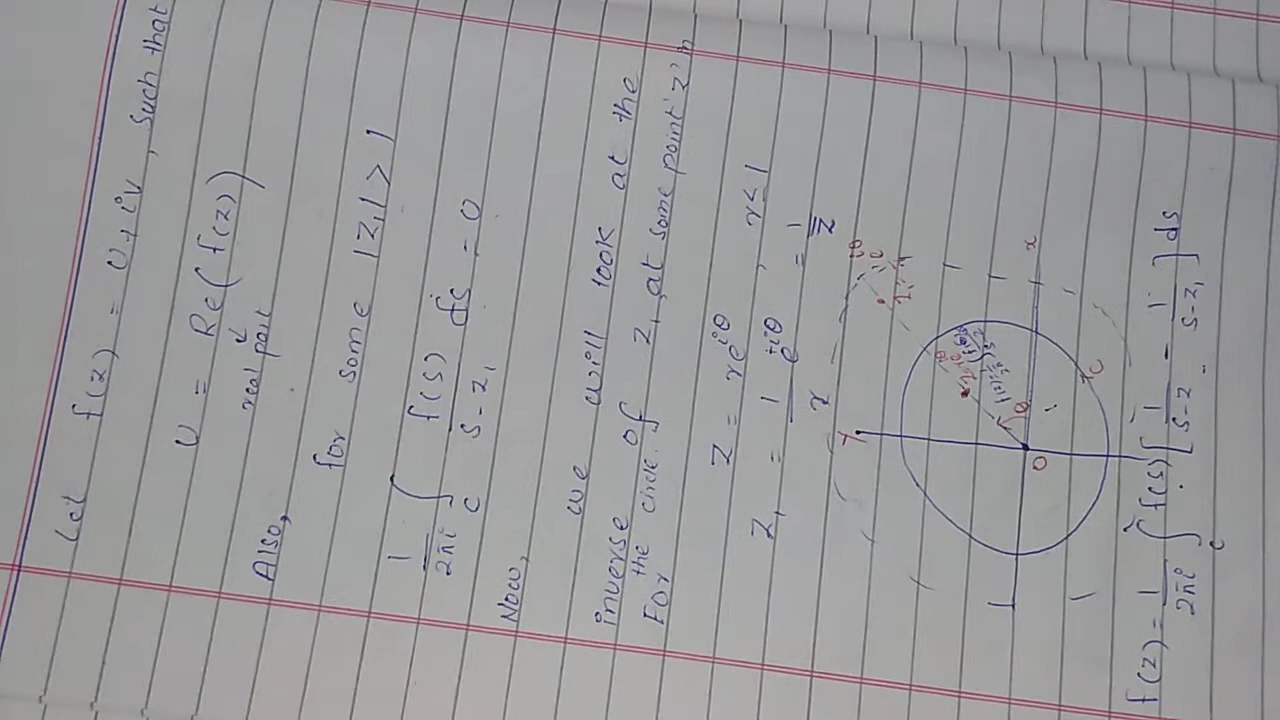 Let f(z) = U + iV, such that
U = Re(f(z))
↓
real part
Also,
for some |z₁| > 1
1/2πi ∫_C f(s)/(s-z₁) ds = 0
Now,
we will look at the
inverse of z₁ at some point 'z' in
the circle.
For
z = re^{iθ}, r < 1
z₁ = 1/r e^{+iθ} = 1/z̄
y
x
O
θ
C
f(z) = 1/2πi ∫_C f(s) [1/(s-z) - 1/(s-z₁)] ds